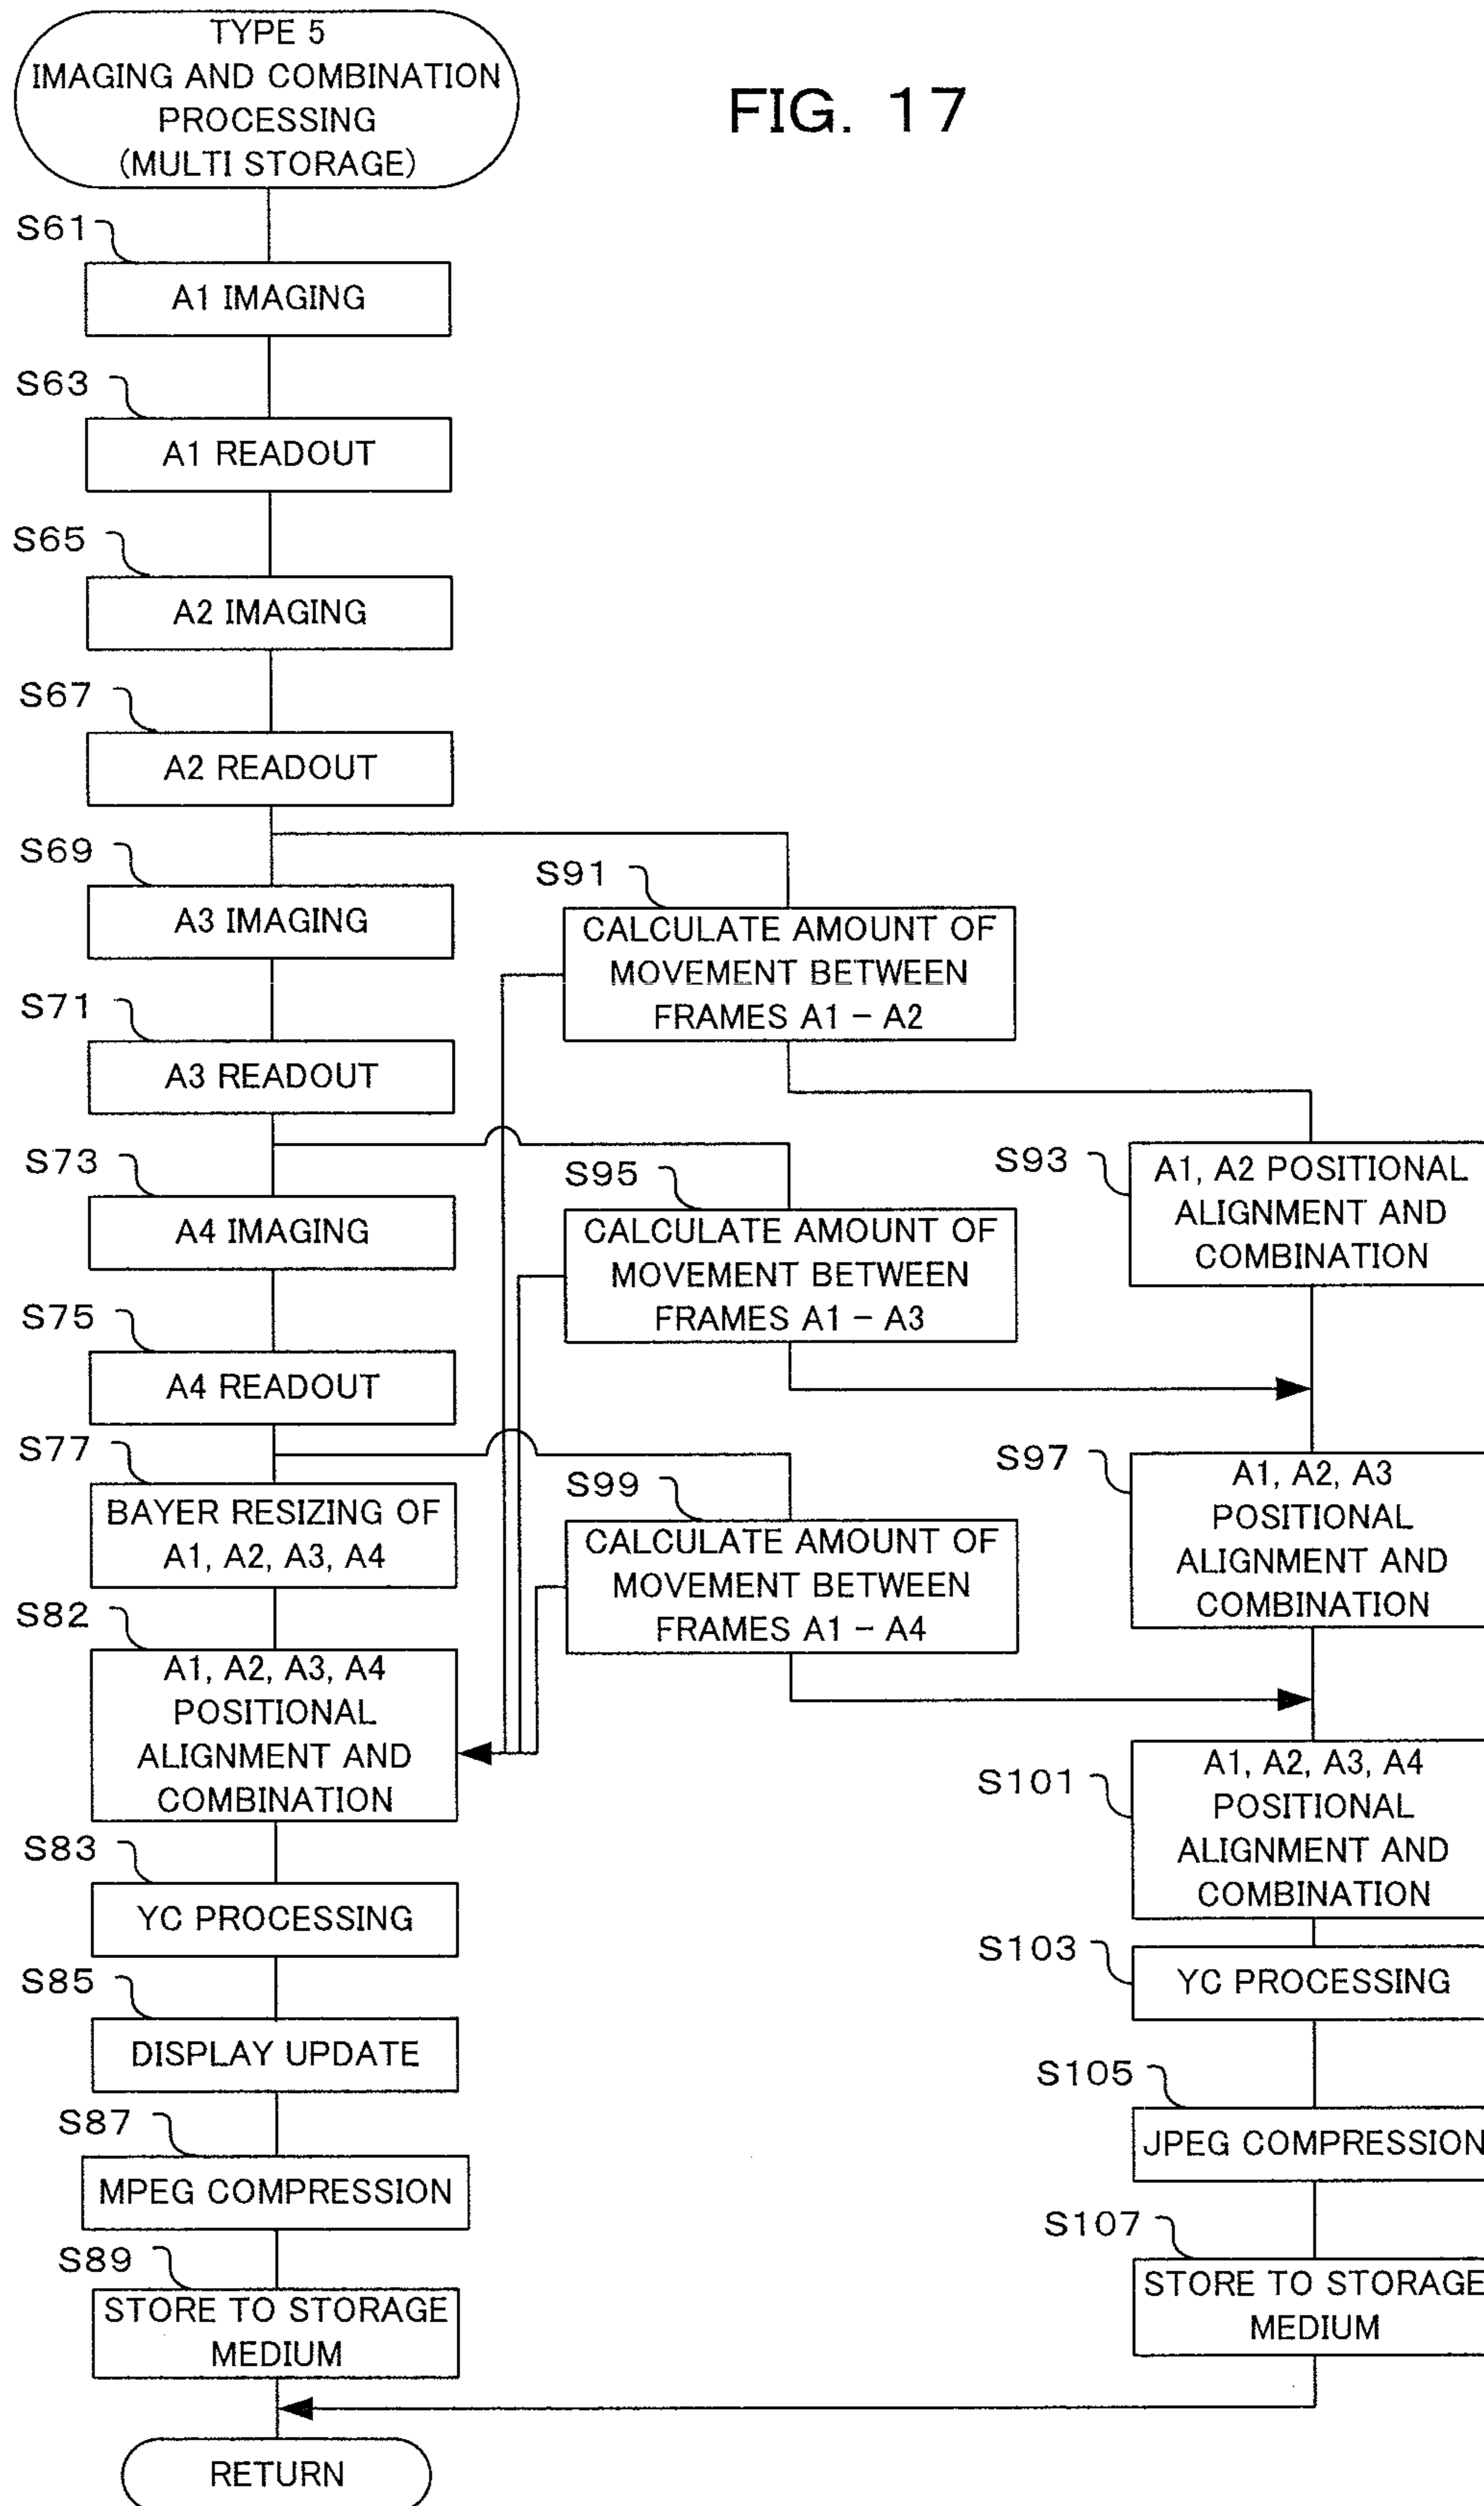 TYPE 5
IMAGING AND COMBINATION
PROCESSING
(MULTI STORAGE)
FIG. 17
S61
A1 IMAGING
S63
A1 READOUT
S65
A2 IMAGING
S67
A2 READOUT
S69
A3 IMAGING
S91
CALCULATE AMOUNT OF
MOVEMENT BETWEEN
FRAMES A1 - A2
S71
A3 READOUT
S93
A1, A2 POSITIONAL
ALIGNMENT AND
COMBINATION
S73
A4 IMAGING
S95
CALCULATE AMOUNT OF
MOVEMENT BETWEEN
FRAMES A1 - A3
S75
A4 READOUT
S97
A1, A2, A3
POSITIONAL
ALIGNMENT AND
COMBINATION
S77
BAYER RESIZING OF
A1, A2, A3, A4
S99
CALCULATE AMOUNT OF
MOVEMENT BETWEEN
FRAMES A1 - A4
S82
A1, A2, A3, A4
POSITIONAL
ALIGNMENT AND
COMBINATION
S101
A1, A2, A3, A4
POSITIONAL
ALIGNMENT AND
COMBINATION
S83
YC PROCESSING
S103
YC PROCESSING
S85
DISPLAY UPDATE
S105
JPEG COMPRESSION
S87
MPEG COMPRESSION
S107
STORE TO STORAGE
MEDIUM
S89
STORE TO STORAGE
MEDIUM
RETURN